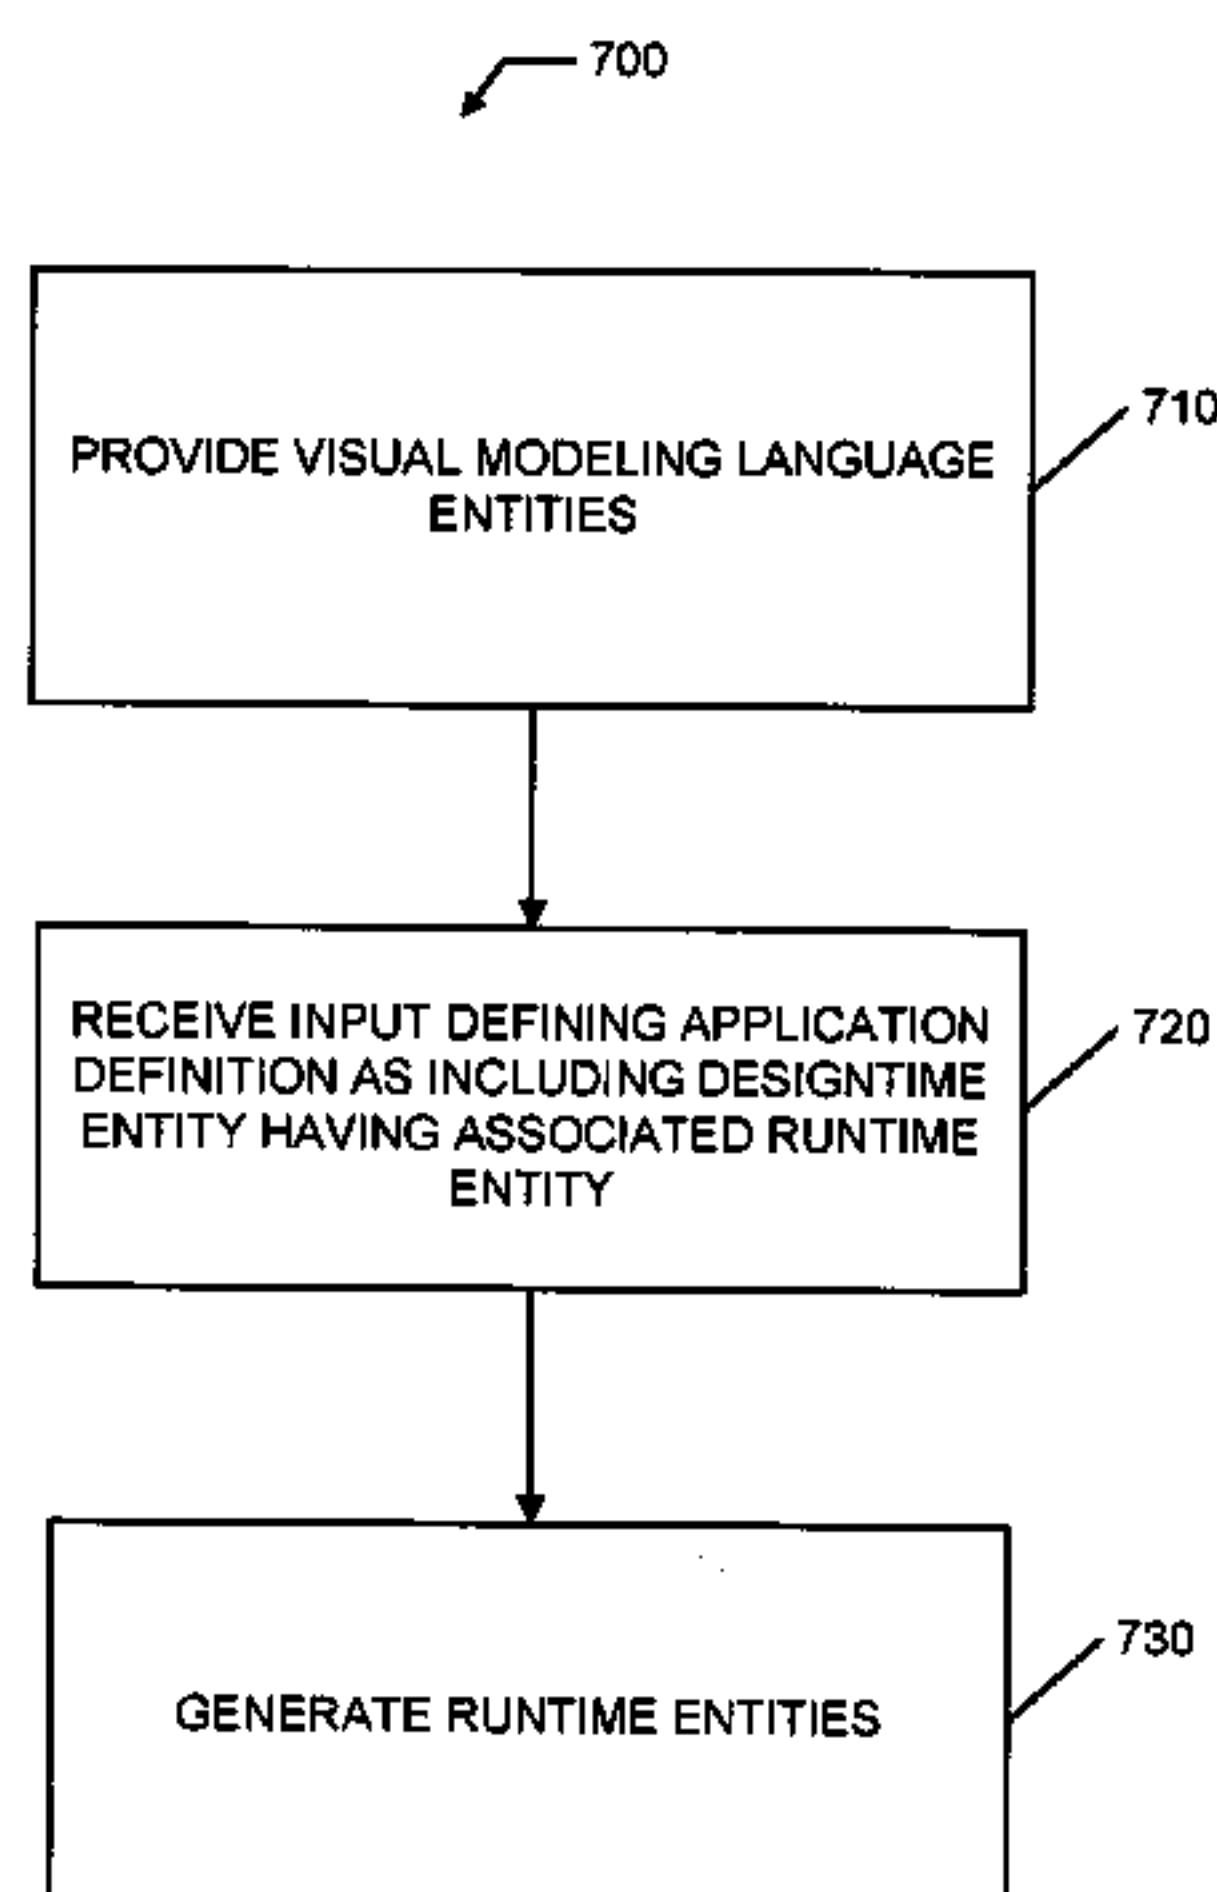 700
PROVIDE VISUAL MODELING LANGUAGE
ENTITIES
710
RECEIVE INPUT DEFINING APPLICATION
DEFINITION AS INCLUDING DESIGNTIME
ENTITY HAVING ASSOCIATED RUNTIME
ENTITY
720
GENERATE RUNTIME ENTITIES
730